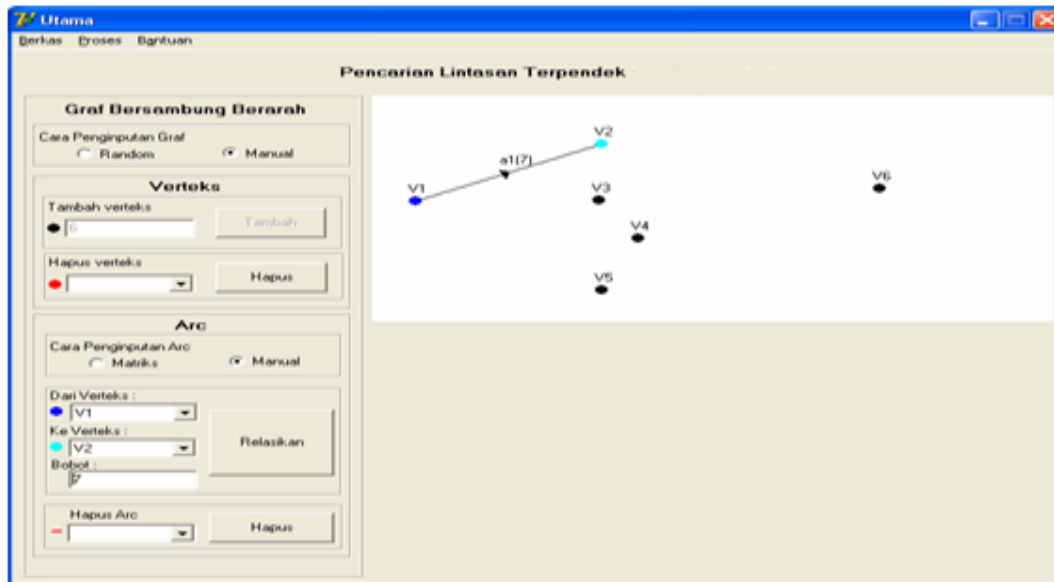 Utama
Berkas Proses Bantuan
Pencarian Lintasan Terpendek
Graf Bersambung Berarah
Cara Penginputan Graf
Random Manual
Verteks
Tambah verteks
6 Tambah
Hapus verteks
Hapus
Arc
Cara Penginputan Arc
Matriks Manual
Dari Verteks :
V1
Ke Verteks :
V2
Relasikan
Bobot :
7
Hapus Arc
Hapus
V2
a1(7)
V1
V3
V6
V4
V5